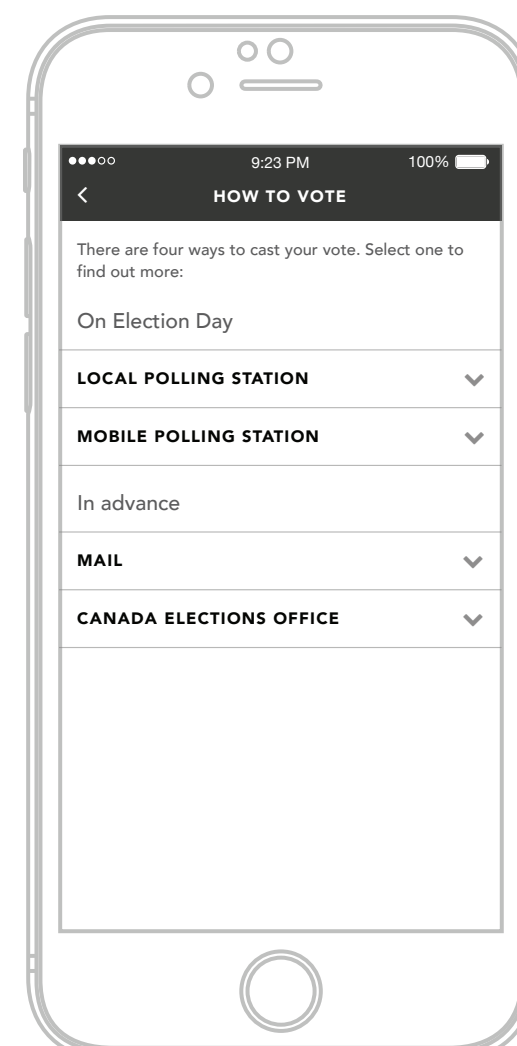 9:23 PM 100%
HOW TO VOTE
There are four ways to cast your vote. Select one to
find out more:
On Election Day
LOCAL POLLING STATION
MOBILE POLLING STATION
In advance
MAIL
CANADA ELECTIONS OFFICE